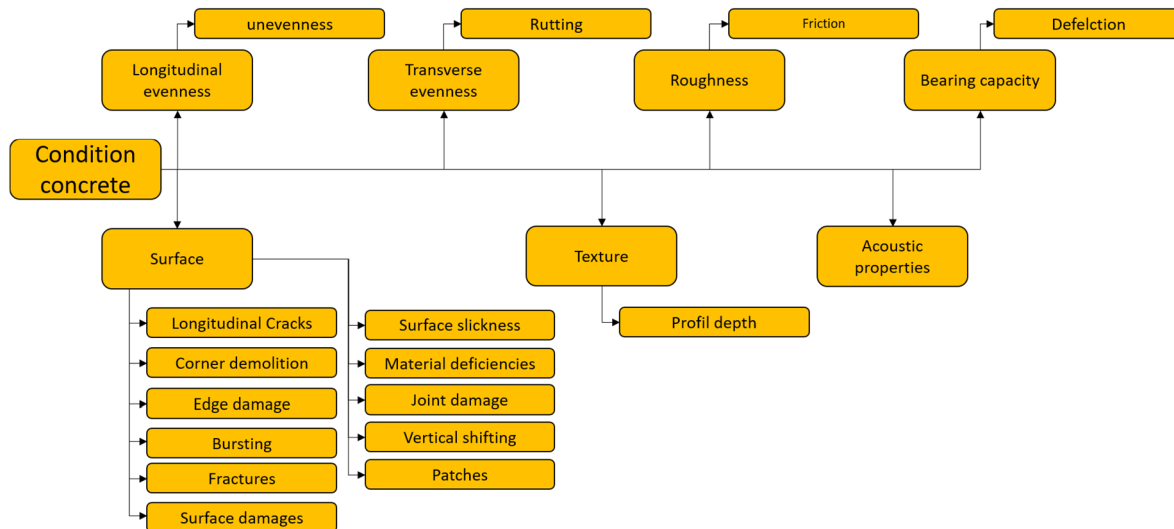 unevenness
Rutting
Friction
Defelction
Longitudinal
evenness
Transverse
evenness
Roughness
Bearing capacity
Condition
concrete
Surface
Texture
Acoustic
properties
Longitudinal Cracks
Corner demolition
Edge damage
Bursting
Fractures
Surface damages
Surface slickness
Material deficiencies
Joint damage
Vertical shifting
Patches
Profil depth